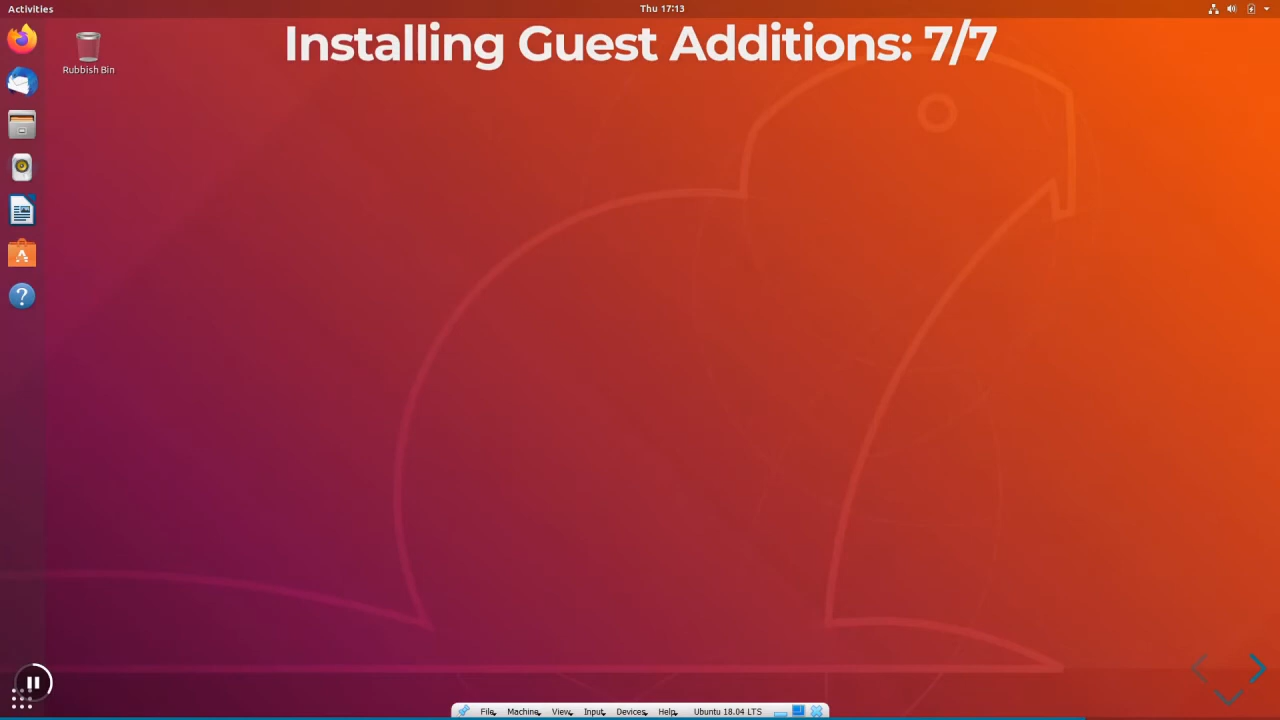 Activities
Thu 17:13
Installing Guest Additions: 7/7
Rubbish Bin
File
Machine
View
Input
Devices
Help
Ubuntu 18.04 LTS